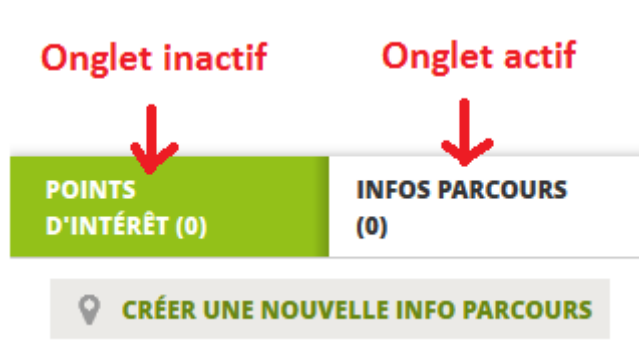 Onglet inactif
Onglet actif
POINTS
D'INTÉRÊT (0)
INFOS PARCOURS
(0)
CRÉER UNE NOUVELLE INFO PARCOURS